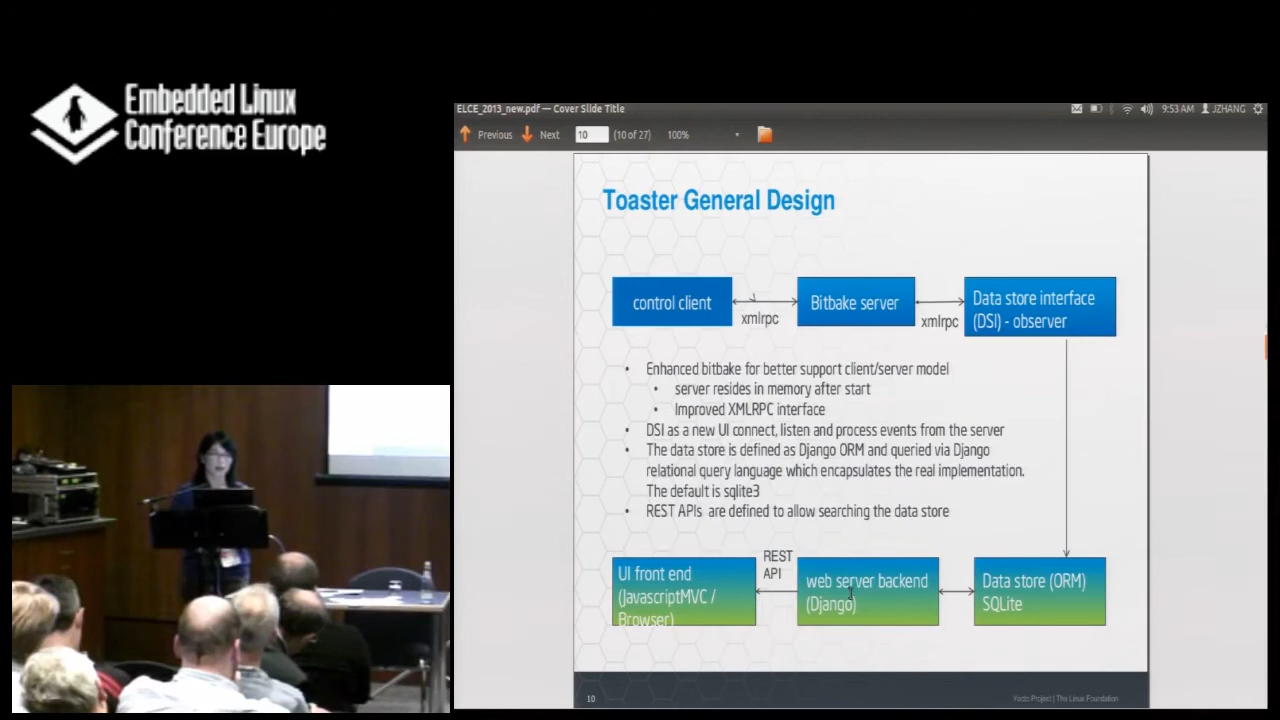 Embedded Linux
Conference Europe
ELCE_2013_new.pdf — Cover Slide Title
9:53 AM JZHANG
Previous Next 10 (10 of 27) 100%
Toaster General Design
control client
xmlrpc
Bitbake server
xmlrpc
Data store interface
(DSI) - observer
• Enhanced bitbake for better support client/server model
• server resides in memory after start
• Improved XMLRPC interface
• DSI as a new UI connect, listen and process events from the server
• The data store is defined as Django ORM and queried via Django
relational query language which encapsulates the real implementation.
The default is sqlite3
• REST APIs are defined to allow searching the data store
UI front end
(JavascriptMVC /
Browser)
REST
API
web server backend
(Django)
Data store (ORM)
SQLite
10
Yocto Project | The Linux Foundation